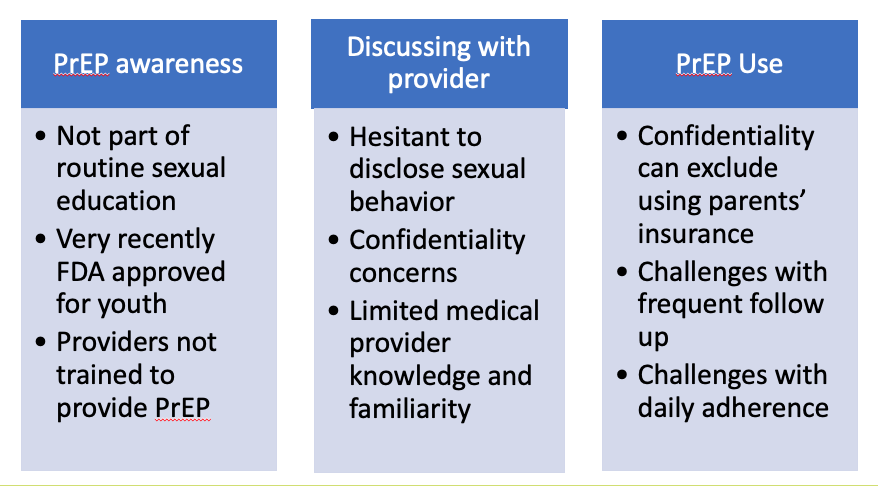 PrEP awareness
• Not part of
routine sexual
education
• Very recently
FDA approved
for youth
• Providers not
trained to
provide PrEP
Discussing with
provider
• Hesitant to
disclose sexual
behavior
• Confidentiality
concerns
• Limited medical
provider
knowledge and
familiarity
PrEP Use
• Confidentiality
can exclude
using parents’
insurance
• Challenges with
frequent follow
up
• Challenges with
daily adherence